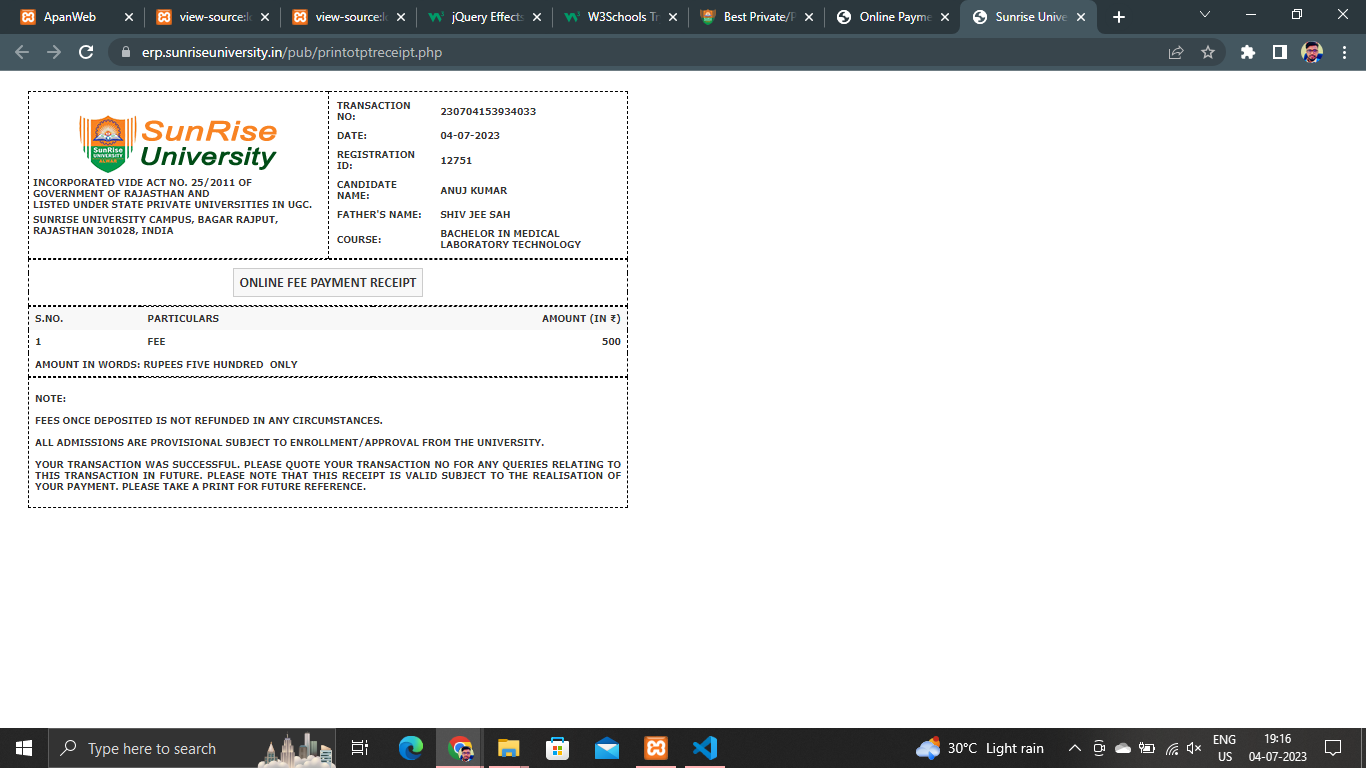 ApanWeb
view-source:l
view-source:l
jQuery Effects
W3Schools Tr
Best Private/P
Online Payme
Sunrise Unive
erp.sunriseuniversity.in/pub/printotptreceipt.php
SunRise
University
SunRise
UNIVERSITY
ALWAR
INCORPORATED VIDE ACT NO. 25/2011 OF
GOVERNMENT OF RAJASTHAN AND
LISTED UNDER STATE PRIVATE UNIVERSITIES IN UGC.
SUNRISE UNIVERSITY CAMPUS, BAGAR RAJPUT,
RAJASTHAN 301028, INDIA
TRANSACTION
NO: 230704153934033
DATE: 04-07-2023
REGISTRATION
ID: 12751
CANDIDATE
NAME: ANUJ KUMAR
FATHER'S NAME: SHIV JEE SAH
COURSE: BACHELOR IN MEDICAL
LABORATORY TECHNOLOGY
ONLINE FEE PAYMENT RECEIPT
S.NO. PARTICULARS AMOUNT (IN ₹)
1 FEE 500
AMOUNT IN WORDS: RUPEES FIVE HUNDRED ONLY
NOTE:
FEES ONCE DEPOSITED IS NOT REFUNDED IN ANY CIRCUMSTANCES.
ALL ADMISSIONS ARE PROVISIONAL SUBJECT TO ENROLLMENT/APPROVAL FROM THE UNIVERSITY.
YOUR TRANSACTION WAS SUCCESSFUL. PLEASE QUOTE YOUR TRANSACTION NO FOR ANY QUERIES RELATING TO
THIS TRANSACTION IN FUTURE. PLEASE NOTE THAT THIS RECEIPT IS VALID SUBJECT TO THE REALISATION OF
YOUR PAYMENT. PLEASE TAKE A PRINT FOR FUTURE REFERENCE.
Type here to search
30°C Light rain
ENG
US
19:16
04-07-2023